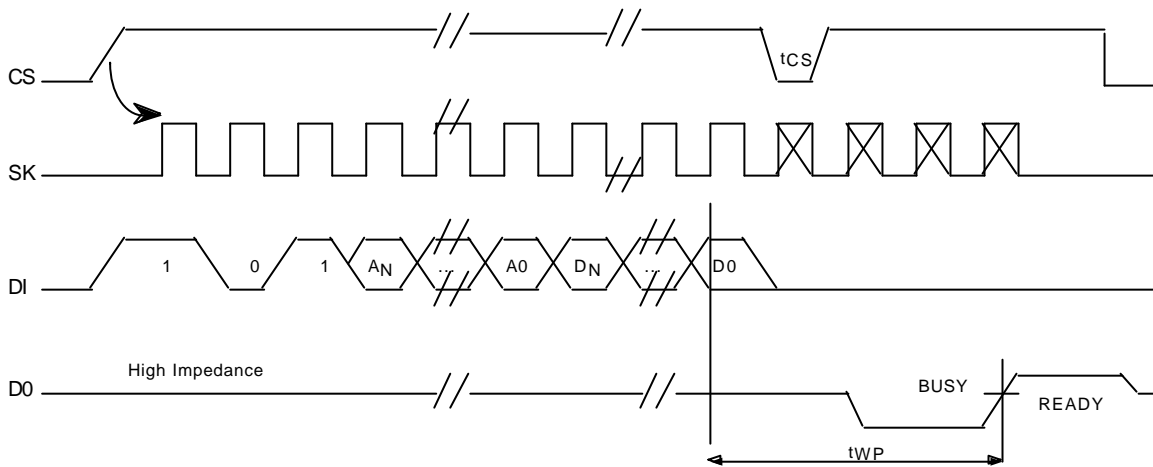 CS
tCS
SK
DI
1
0
1
AN
...
A0
DN
...
D0
D0
High Impedance
BUSY
READY
tWP